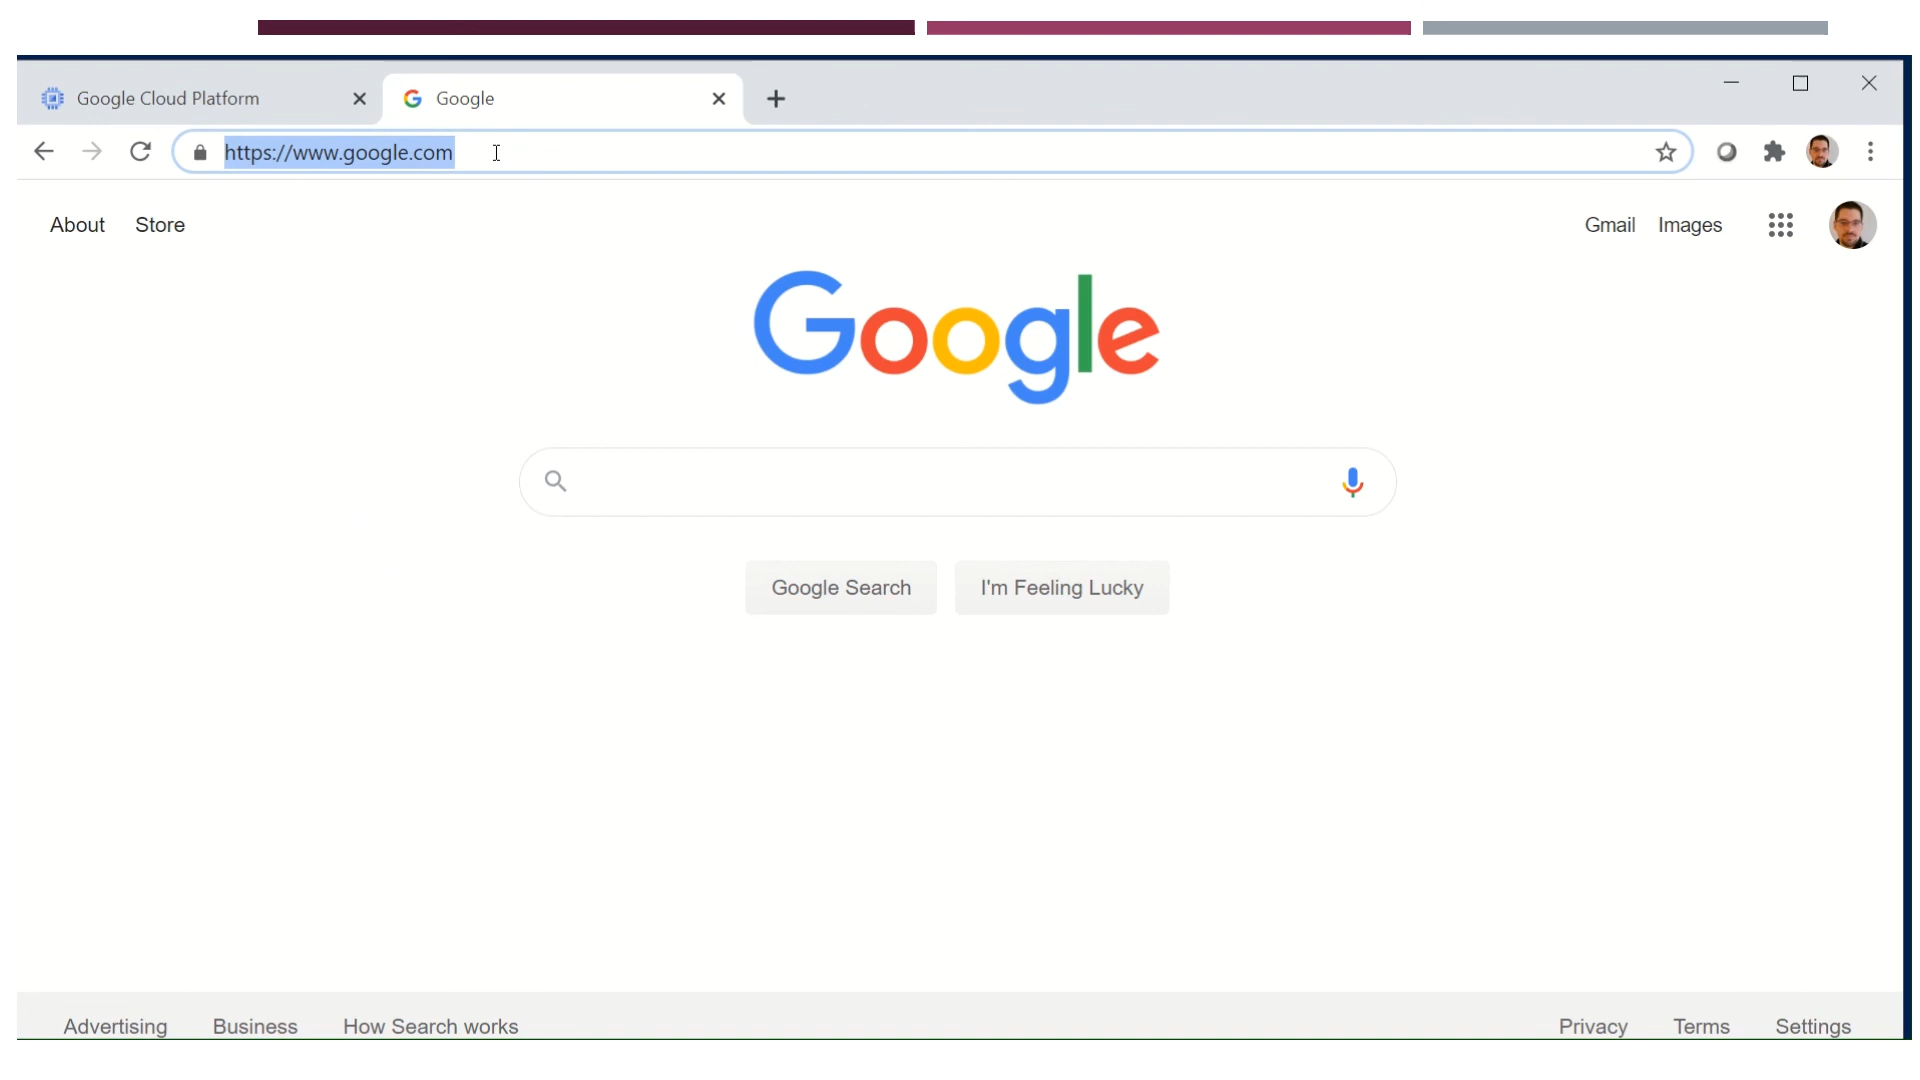 Google Cloud Platform
Google
https://www.google.com
About Store
Gmail Images
Google
Google Search
I'm Feeling Lucky
Advertising Business How Search works
Privacy Terms Settings